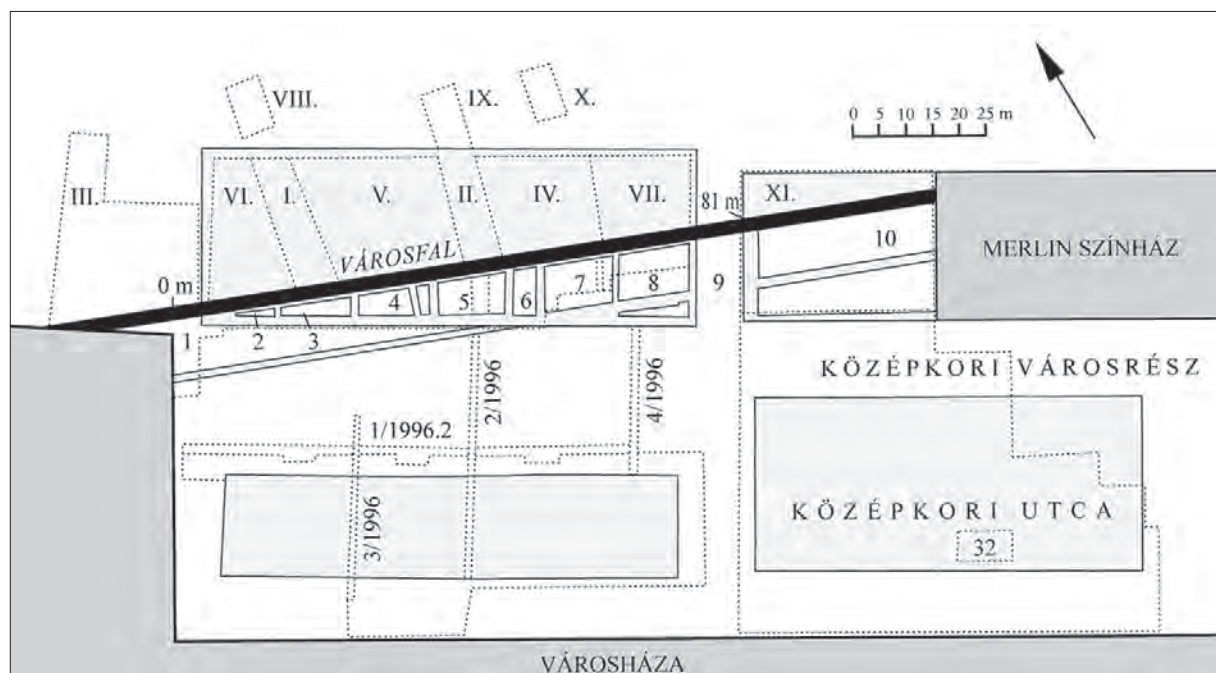 VIII.
IX.
X.
0 5 10 15 20 25 m
III.
VI.
I.
V.
II.
IV.
VII.
XI.
81 m
VÁROSFAL
10
MERLIN SZÍNHÁZ
0 m
1
2
3
4
5
6
7
8
9
KÖZÉPKORI VÁROSRÉSZ
2/1996
4/1996
1/1996.2
3/1996
KÖZÉPKORI UTCA
32
VÁROSHÁZA